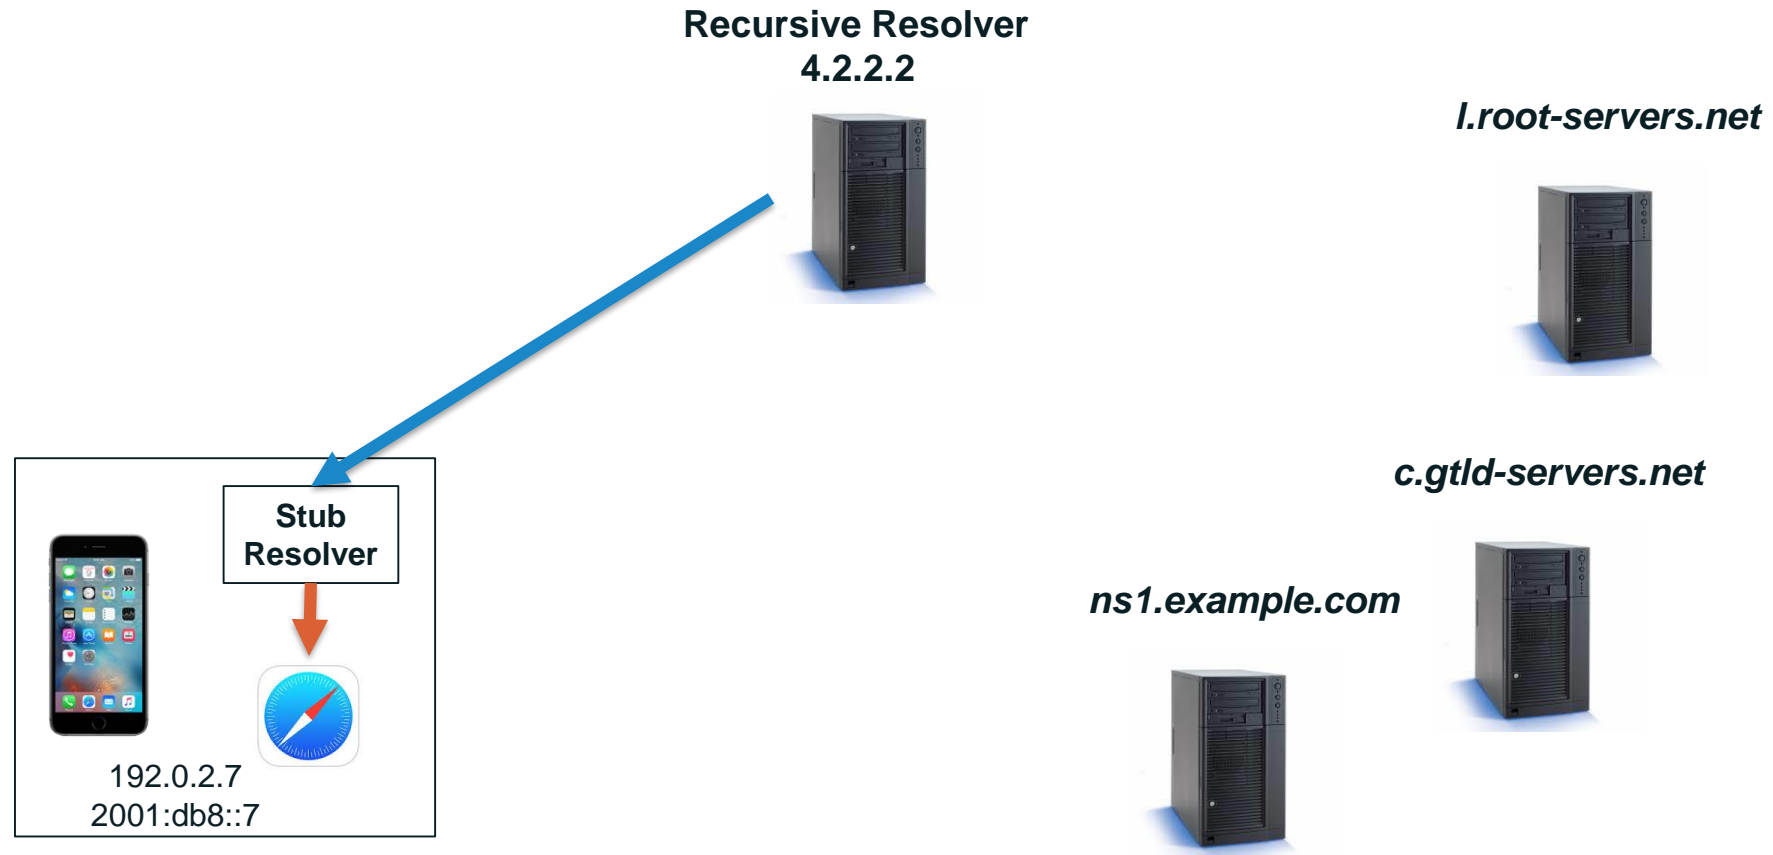 Recursive Resolver
4.2.2.2
l.root-servers.net
c.gtld-servers.net
Stub
Resolver
ns1.example.com
192.0.2.7
2001:db8::7